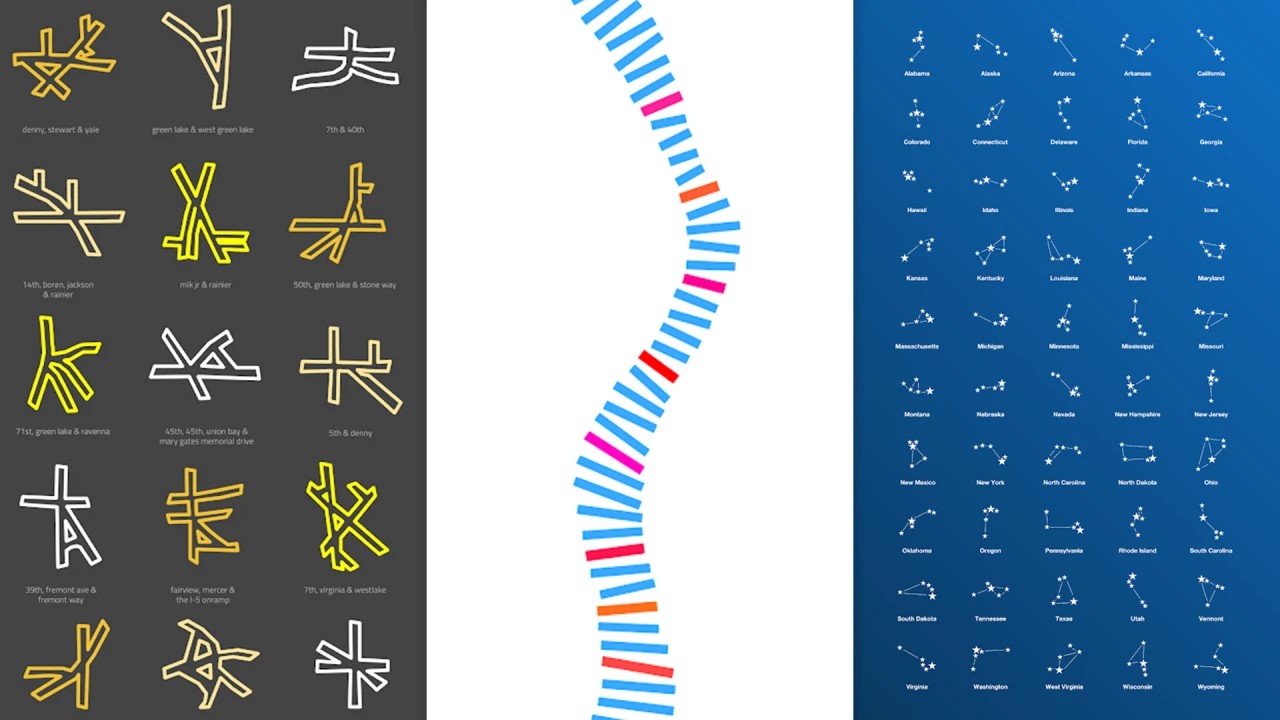 denny, stewart & yale
green lake & west green lake
7th & 40th
14th, boren, jackson
& rainier
mlk jr & rainier
50th, green lake & stone way
71st, green lake & ravenna
45th, 45th, union bay &
mary gates memorial drive
5th & denny
39th, fremont ave &
fremont way
fairview, mercer &
the I-5 onramp
7th, virginia & westlake
Alabama
Alaska
Arizona
Arkansas
California
Colorado
Connecticut
Delaware
Florida
Georgia
Hawaii
Idaho
Illinois
Indiana
Iowa
Kansas
Kentucky
Louisiana
Maine
Maryland
Massachusetts
Michigan
Minnesota
Mississippi
Missouri
Montana
Nebraska
Nevada
New Hampshire
New Jersey
New Mexico
New York
North Carolina
North Dakota
Ohio
Oklahoma
Oregon
Pennsylvania
Rhode Island
South Carolina
South Dakota
Tennessee
Texas
Utah
Vermont
Virginia
Washington
West Virginia
Wisconsin
Wyoming